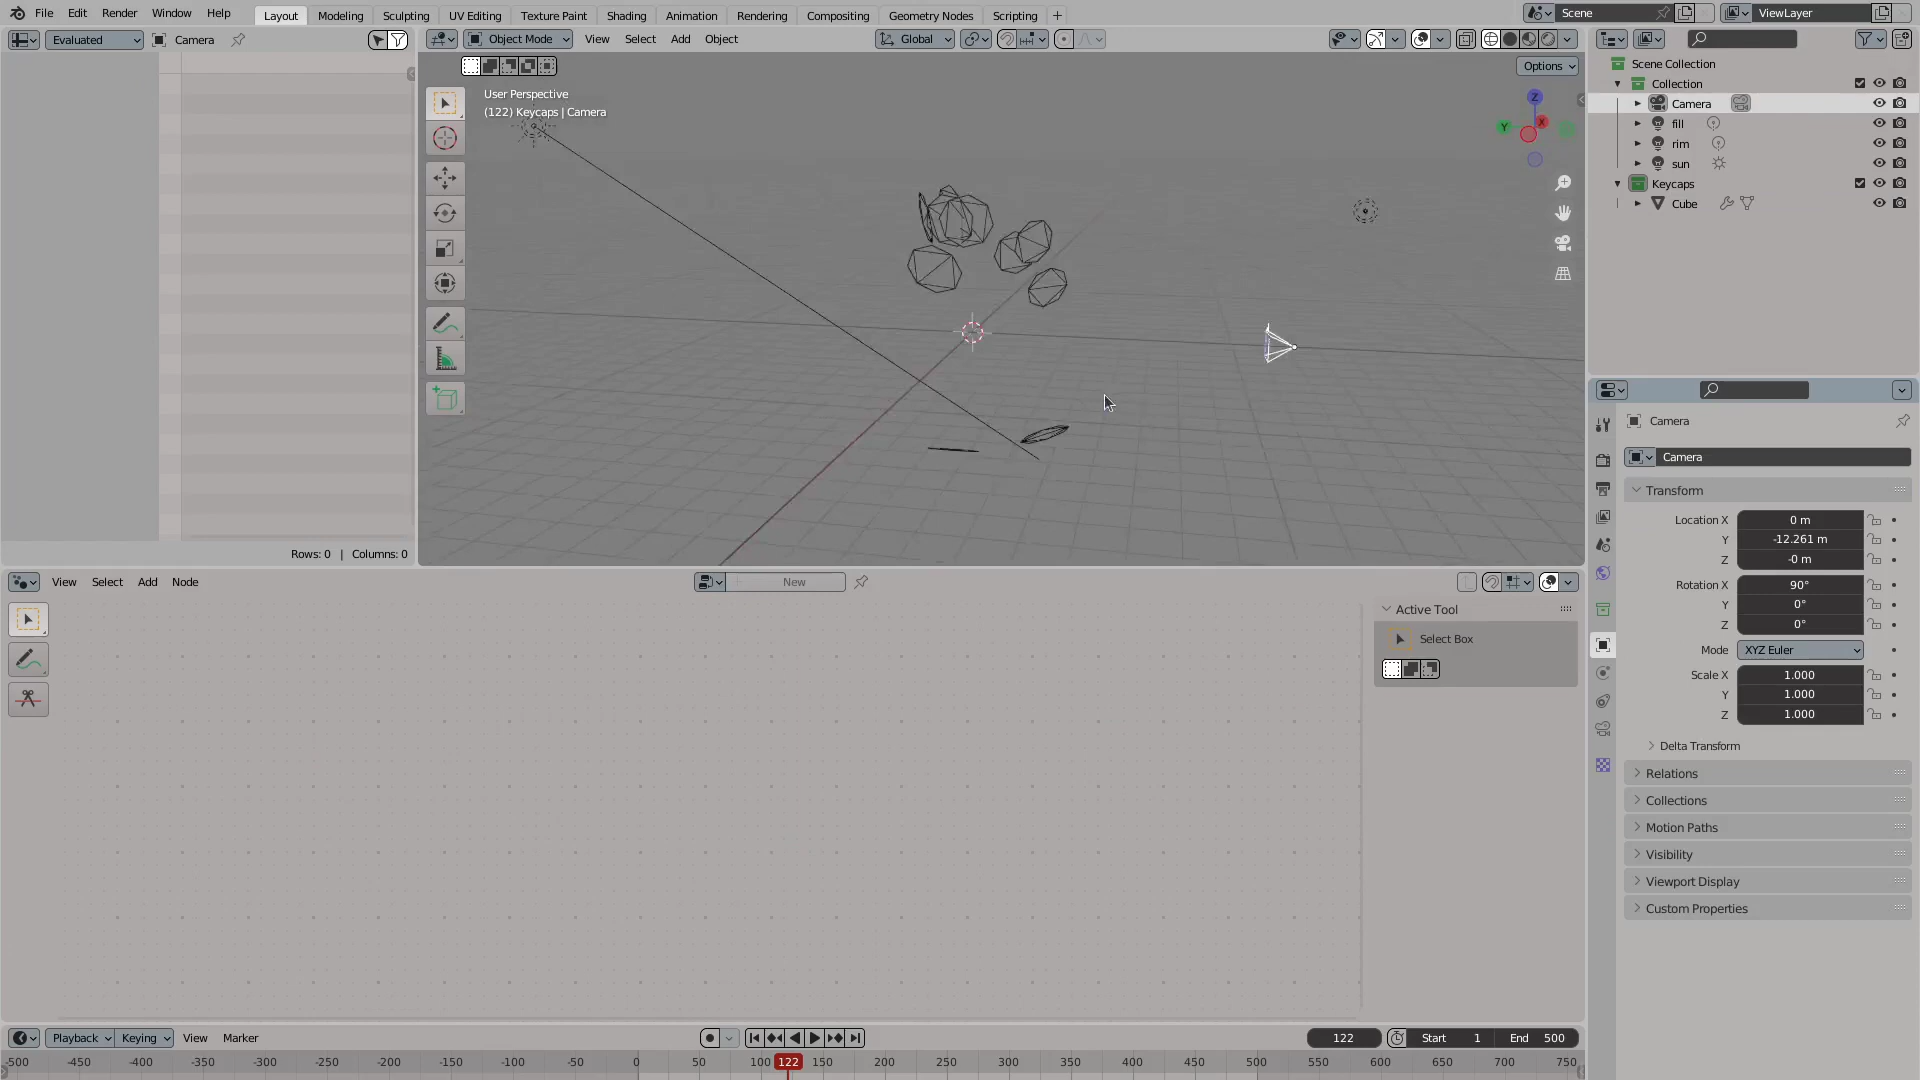 File Edit Render Window Help Layout Modeling Sculpting UV Editing Texture Paint Shading Animation Rendering Compositing Geometry Nodes Scripting + Scene ViewLayer
Evaluated Camera Object Mode View Select Add Object Global
Options
User Perspective
(122) Keycaps | Camera
Z
Y X
Scene Collection
Collection
Camera
fill
rim
sun
Keycaps
Cube
Rows: 0 | Columns: 0
View Select Add Node New
Active Tool
Select Box
Camera
Camera
Transform
Location X 0 m
Y -12.261 m
Z -0 m
Rotation X 90°
Y 0°
Z 0°
Mode XYZ Euler
Scale X 1.000
Y 1.000
Z 1.000
Delta Transform
Relations
Collections
Motion Paths
Visibility
Viewport Display
Custom Properties
Playback Keying View Marker 122 Start 1 End 500
-500 -450 -400 -350 -300 -250 -200 -150 -100 -50 0 50 100 122 150 200 250 300 350 400 450 500 550 600 650 700 750